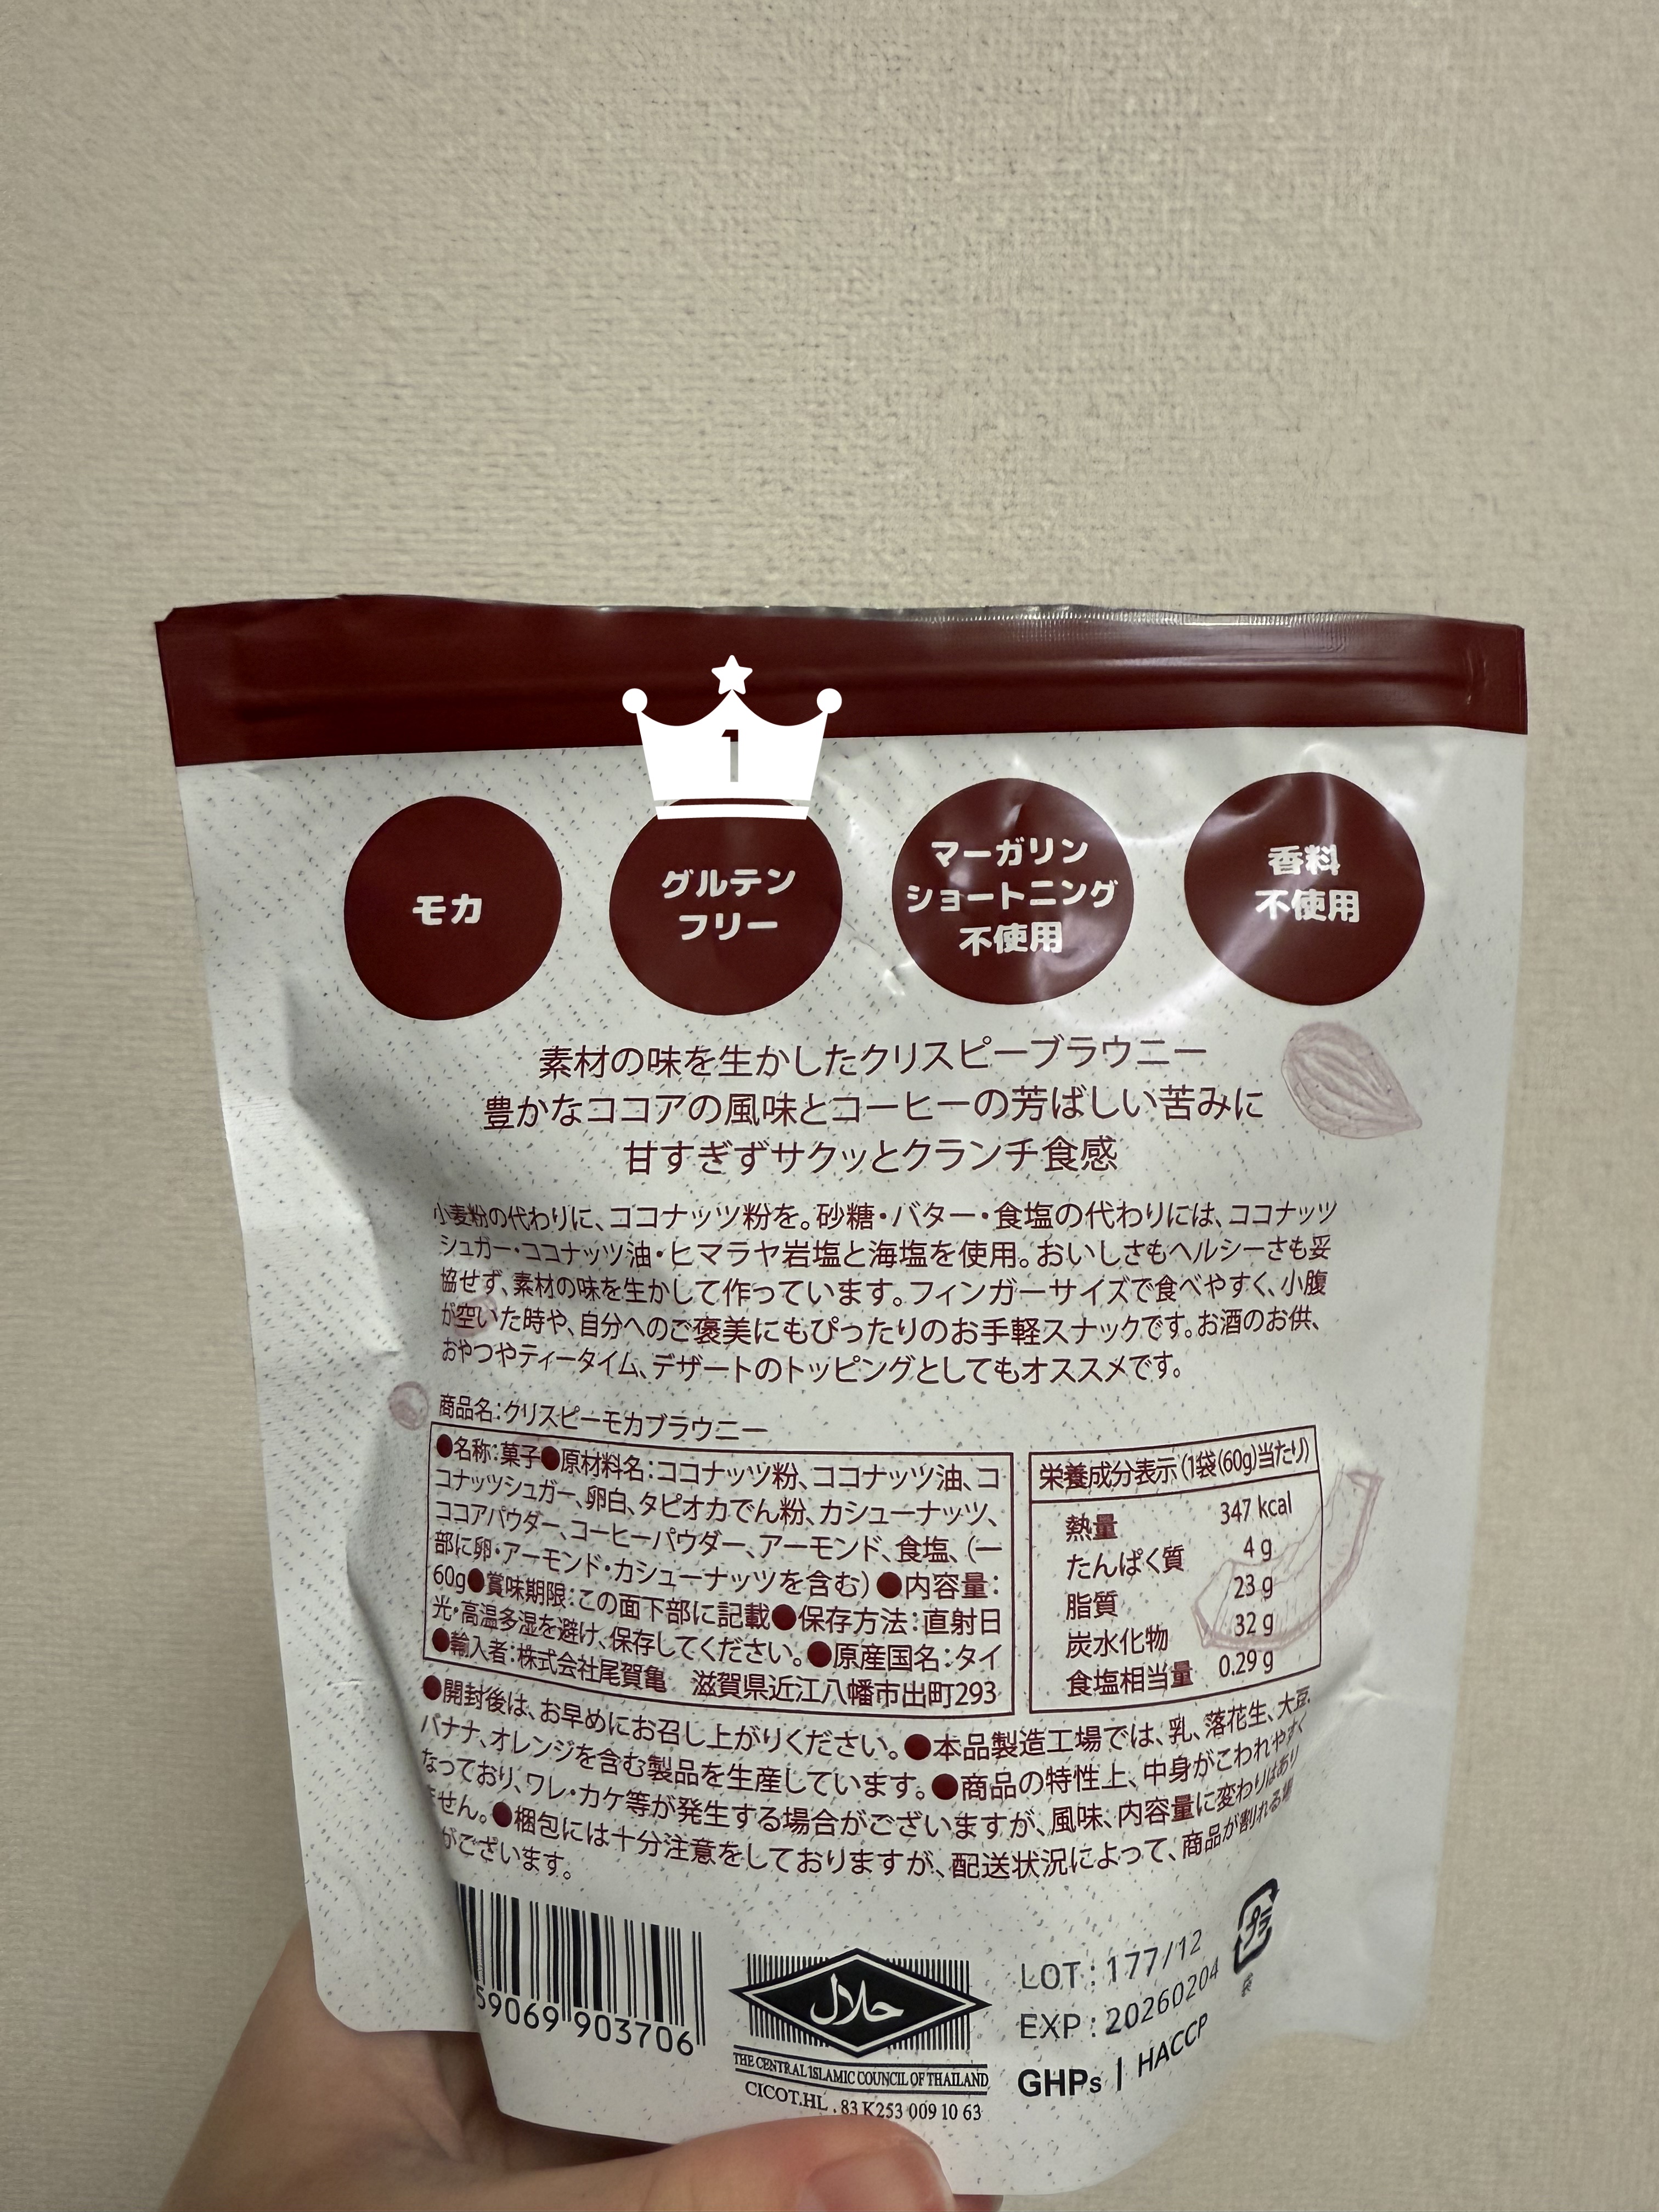 1
モカ
グルテン
フリー
マーガリン
ショートニング
不使用
香料
不使用
素材の味を生かしたクリスピーブラウニー
豊かなココアの風味とコーヒーの芳ばしい苦みに
甘すぎずサクッとクランチ食感
小麦粉の代わりに、ココナッツ粉を。砂糖・バター・食塩の代わりには、ココナッツ
シュガー・ココナッツ油・ヒマラヤ岩塩と海塩を使用。おいしさもヘルシーさも妥
協せず、素材の味を生かして作っています。フィンガーサイズで食べやすく、小腹
が空いた時や、自分へのご褒美にもぴったりのお手軽スナックです。お酒のお供、
おやつやティータイム、デザートのトッピングとしてもオススメです。
商品名:クリスピーモカブラウニー
●名称:菓子●原材料名:ココナッツ粉、ココナッツ油、コ
コナッツシュガー、卵白、タピオカでん粉、カシューナッツ、
ココアパウダー、コーヒーパウダー、アーモンド、食塩、(一
部に卵・アーモンド・カシューナッツを含む)●内容量:
60g●賞味期限:この面下部に記載●保存方法:直射日
光・高温多湿を避け、保存してください。●原産国名:タイ
●輸入者:株式会社尾賀亀 滋賀県近江八幡市出町293
栄養成分表示(1袋(60g)当たり)
熱量 347 kcal
たんぱく質 4 g
脂質 23 g
炭水化物 32 g
食塩相当量 0.29 g
●開封後は、お早めにお召し上がりください。●本品製造工場では、乳、落花生、大豆、
バナナ、オレンジを含む製品を生産しています。●商品の特性上、中身がこわれやすく
なっており、ワレ・カケ等が発生する場合がございますが、風味、内容量に変わりはあり
ません。●梱包には十分注意をしておりますが、配送状況によって、商品が割れる場
がございます。
59069 903706
حلال
THE CENTRAL ISLAMIC COUNCIL OF THAILAND
CICOT.HL . 83 K253 009 10 63
LOT : 177/12
EXP : 20260204
GHPs | HACCP
プラ
袋